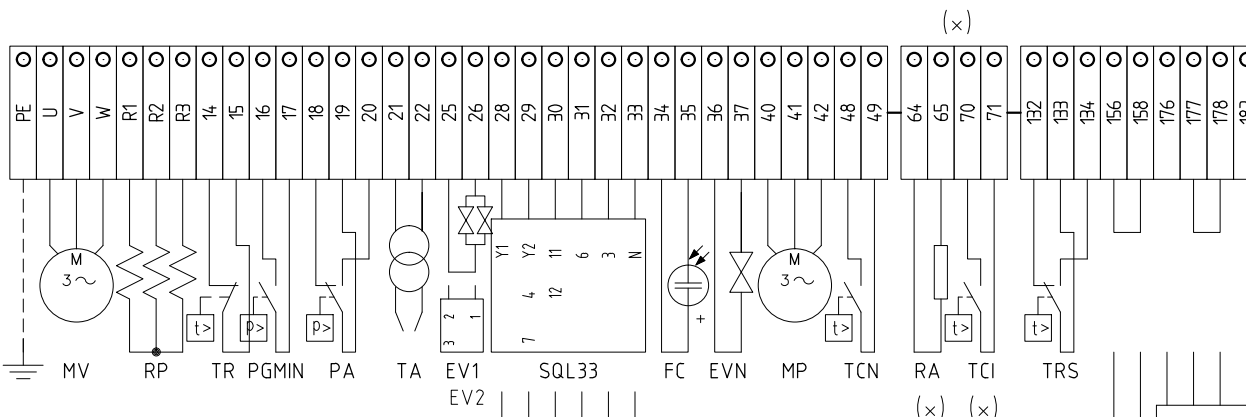 (x)
PE U V W R1 R2 R3 14 15 16 17 18 19 20 21 22 25 26 28 29 30 31 32 33 34 35 36 37 40 41 42 48 49 64 65 70 71 132 133 134 156 158 176 177 178
Y1 Y2 11 6 3 N
M M
3~ 4 12 3~
t> p> p> 3 2 1 7 + t> t> t>
MV RP TR PGMIN PA TA EV1 SQL33 FC EVN MP TCN RA TCI TRS
EV2
(x) (x)